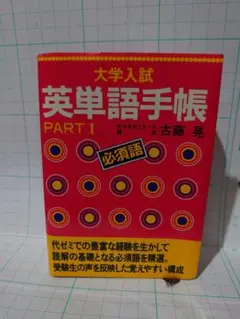 大学入試
英単語手帳
PART I
古藤 晃
必須語
代ゼミでの豊富な経験を生かして
読解の基礎となる必須語を精選。
受験生の声を反映した覚えやすい構成